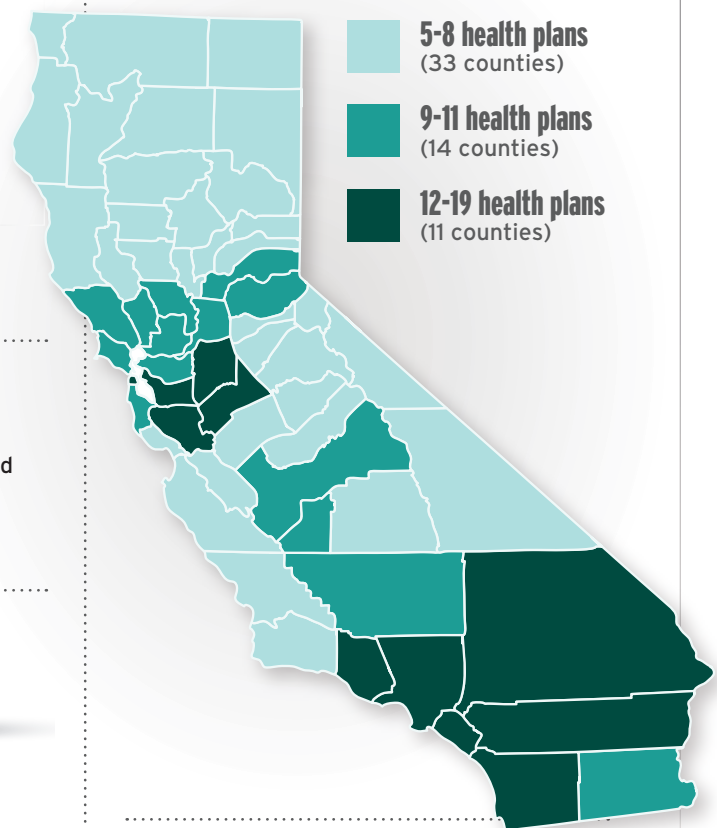 5-8 health plans
(33 counties)
9-11 health plans
(14 counties)
12-19 health plans
(11 counties)
d